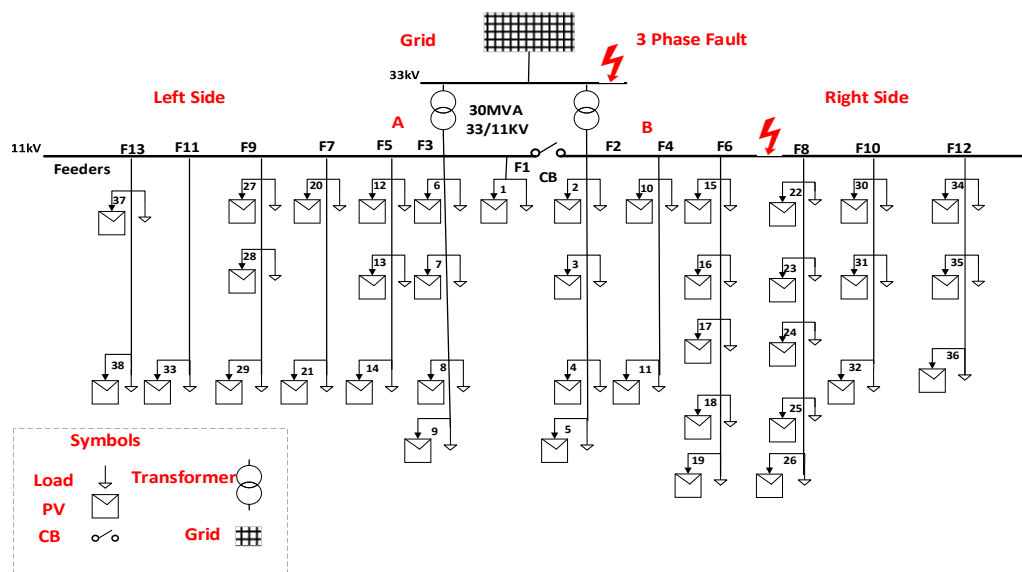 Grid
3 Phase Fault
33kV
Left Side
Right Side
30MVA
33/11KV
A
B
11kV
F13 F11 F9 F7 F5 F3 F1 F2 F4 F6 F8 F10 F12
Feeders
CB
37 27 20 12 6 1 2 10 15 22 30 34
28 13 7 3 16 23 31 35
17 24
38 33 29 21 14 8 4 11 32 36
18 25
9 5
19 26
Symbols
Load
Transformer
PV
CB
Grid